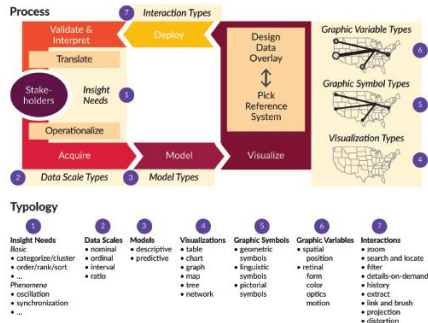 Process
7 Interaction Types
Validate &
Interpret
Deploy
Translate
Stake-
holders
Insight
Needs
1
Operationalize
Acquire
Model
Visualize
2 Data Scale Types
3 Model Types
Design
Data
Overlay
Pick
Reference
System
Graphic Variable Types
6
Graphic Symbol Types
5
Visualization Types
4
Typology
1
Insight Needs
Basic
• categorize/cluster
• order/rank/sort
• ...
Phenomena
• oscillation
• synchronization
• ...
2
Data Scales
• nominal
• ordinal
• interval
• ratio
3
Models
• descriptive
• predictive
4
Visualizations
• table
• chart
• graph
• map
• tree
• network
5
Graphic Symbols
• geometric
symbols
• linguistic
symbols
• pictorial
symbols
6
Graphic Variables
• spatial
position
• retinal
form
color
optics
motion
7
Interactions
• zoom
• search and locate
• filter
• details-on-demand
• history
• extract
• link and brush
• projection
• distortion